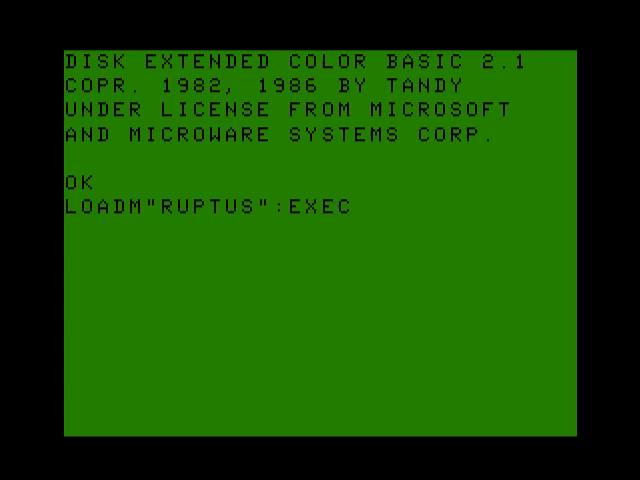 DISK EXTENDED COLOR BASIC 2.1
COPR. 1982, 1986 BY TANDY
UNDER LICENSE FROM MICROSOFT
AND MICROWARE SYSTEMS CORP.
OK
LOADM"RUPTUS":EXEC